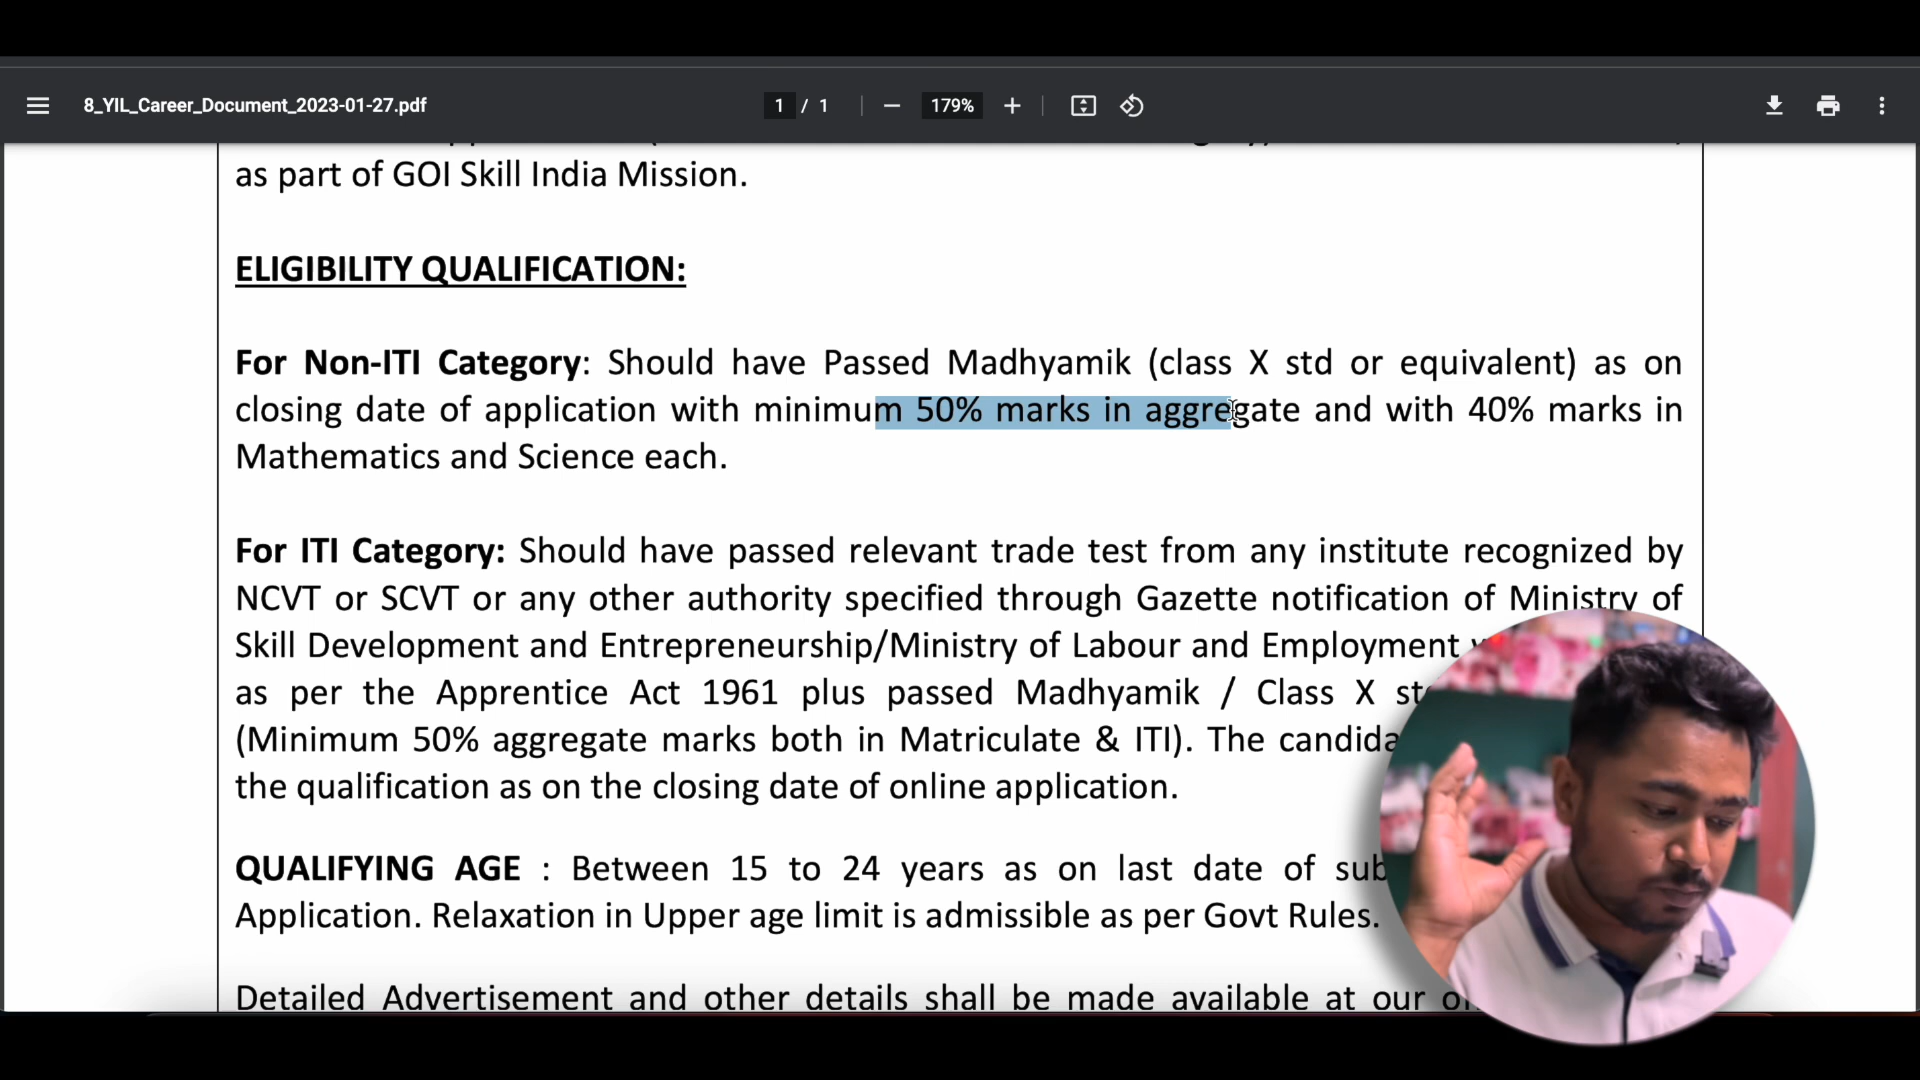 8_YIL_Career_Document_2023-01-27.pdf
1 / 1
179%
as part of GOI Skill India Mission.
ELIGIBILITY QUALIFICATION:
For Non-ITI Category: Should have Passed Madhyamik (class X std or equivalent) as on
closing date of application with minimum 50% marks in aggregate and with 40% marks in
Mathematics and Science each.
For ITI Category: Should have passed relevant trade test from any institute recognized by
NCVT or SCVT or any other authority specified through Gazette notification of Ministry of
Skill Development and Entrepreneurship/Ministry of Labour and Employment
as per the Apprentice Act 1961 plus passed Madhyamik / Class X
(Minimum 50% aggregate marks both in Matriculate & ITI). The
the qualification as on the closing date of online application.
QUALIFYING AGE : Between 15 to 24 years as on last date of
Application. Relaxation in Upper age limit is admissible as per Govt Rules.
Detailed Advertisement and other details shall be made available at our